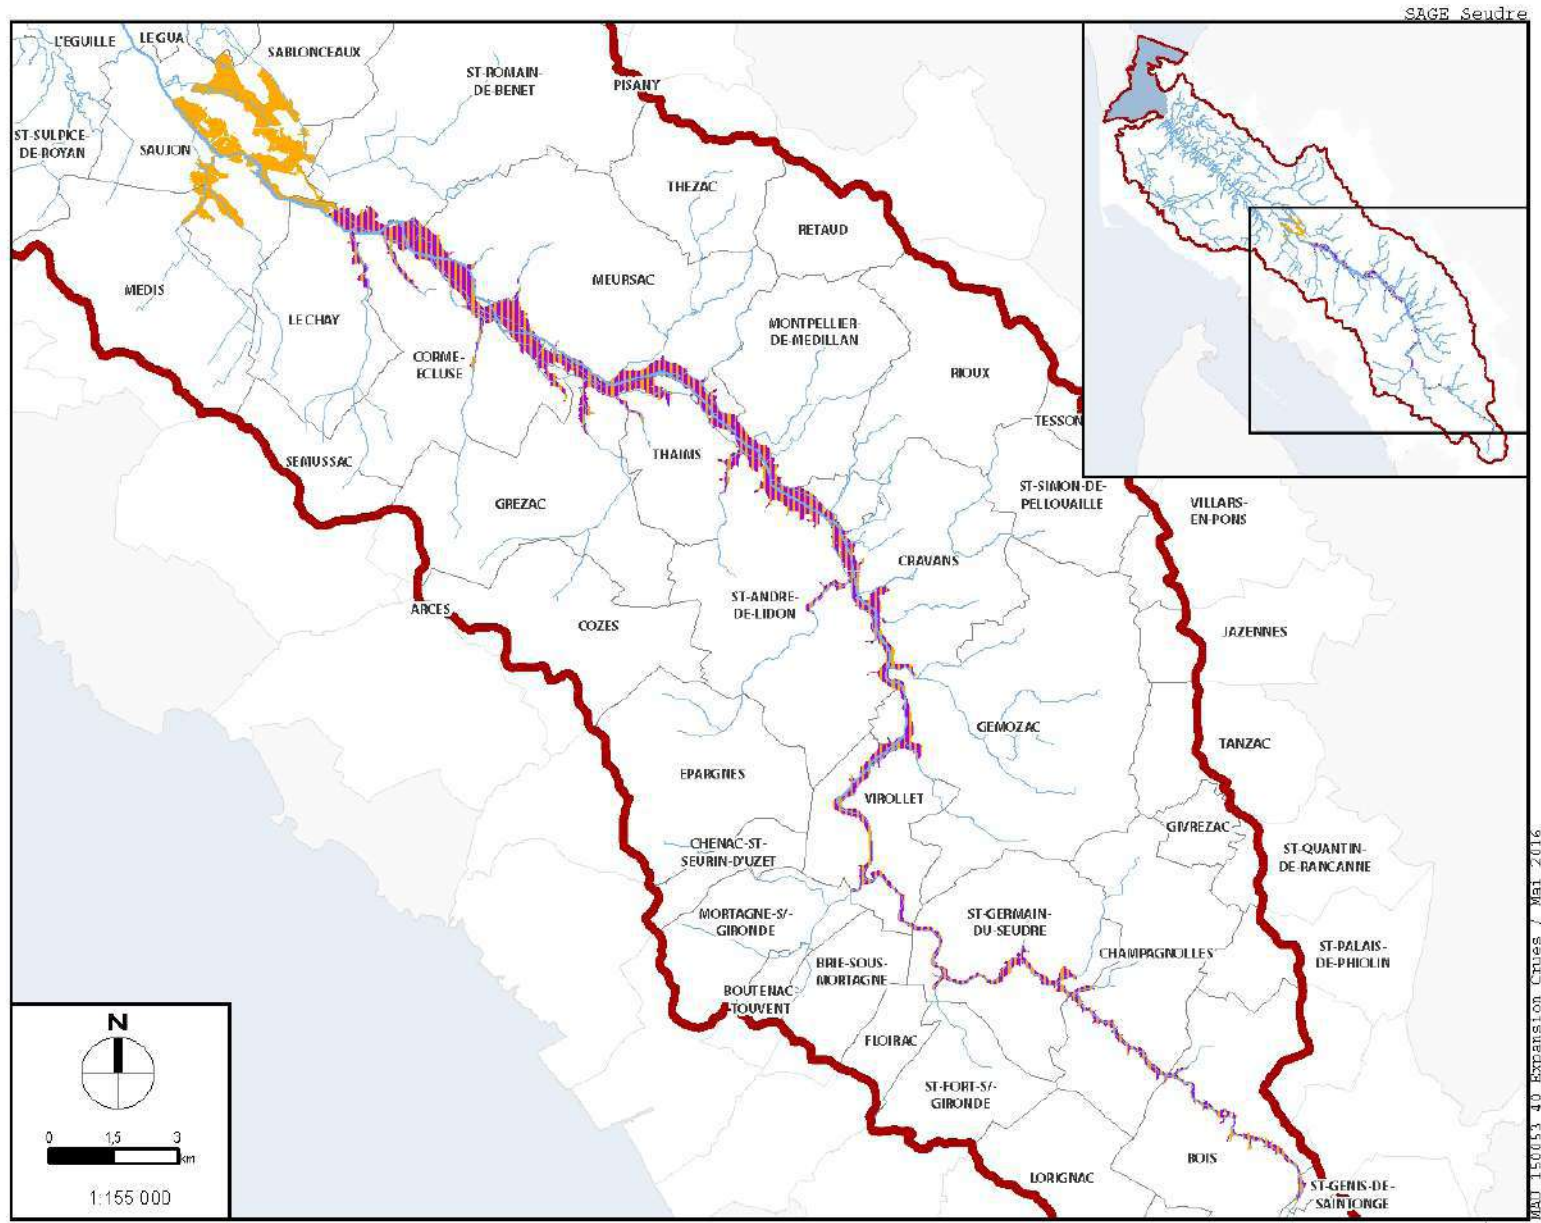 SAGE Seudre
L'EGUILLE
LE GUA
SABLONCEAUX
ST-ROMAIN-
DE-BENET
PISANY
ST-SULPICE-
DE-ROYAN
SAUJON
THEZAC
RETAUD
MEDIS
LE CHAY
MEURSAC
CORME-
ECLUSE
MONTPELLIER-
DE-MEDILLAN
RIOUX
TESSON
SEMUSSAC
THAIMS
GREZAC
ST-SIMON-DE-
PELLOUAILLE
VILLARS-
EN-PONS
CRAVANS
ARCES
ST-ANDRE-
DE-LIDON
COZES
JAZENNES
GEMOZAC
TANZAC
EPARGNES
VIROLLET
GIVREZAC
CHENAC-ST-
SEURIN-D'UZET
ST-QUANTIN-
DE-RANCANNE
MORTAGNE-S/-
GIRONDE
ST-GERMAIN-
DU-SEUDRE
BRIE-SOUS-
MORTAGNE
CHAMPAGNOLLES
ST-PALAIS-
DE-PHIOLIN
BOUTENAC-
TOUVENT
FLOIRAC
ST-FORT-S/-
GIRONDE
BOIS
LORIGNAC
ST-GENIS-DE-
SAINTONGE
N
0 1,5 3
km
1:155 000
MAU 150053 40 Expansion Crues / Mai 2016